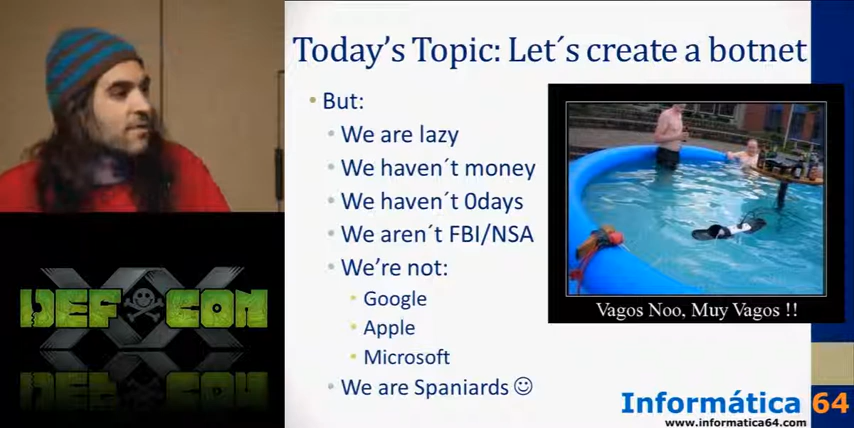 Today's Topic: Let´s create a botnet
But:
We are lazy
We haven´t money
We haven´t 0days
We aren´t FBI/NSA
We're not:
Google
Apple
Microsoft
We are Spaniards ☺
Vagos Noo, Muy Vagos !!
DEF CON
XX
Informática 64
www.informatica64.com